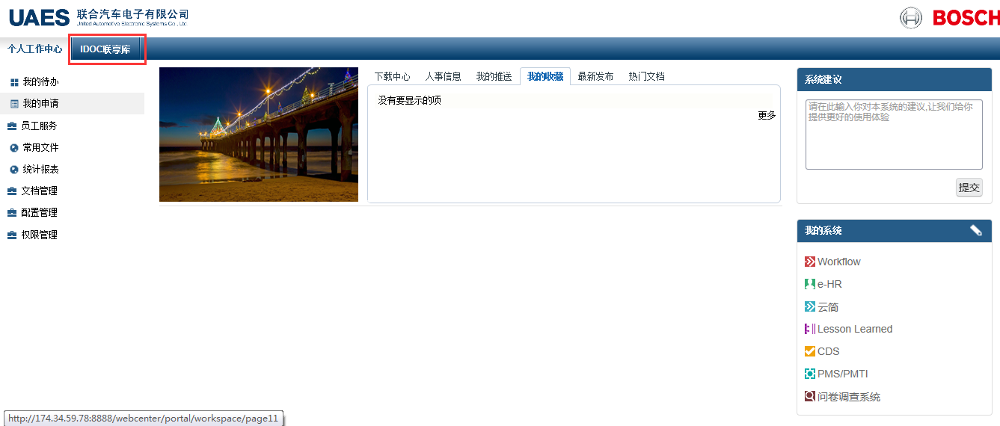 UAES 联合汽车电子有限公司
United Automotive Electronic Systems Co., Ltd
BOSCH
个人工作中心
IDOC联享库
我的待办
我的申请
员工服务
常用文件
统计报表
文档管理
配置管理
权限管理
下载中心 人事信息 我的推送 我的收藏 最新发布 热门文档
没有要显示的项
更多
系统建议
请在此输入你对本系统的建议,让我们给你
提供更好的使用体验
提交
我的系统
Workflow
e-HR
云简
Lesson Learned
CDS
PMS/PMTI
问卷调查系统
http://174.34.59.78:8888/webcenter/portal/workspace/page11